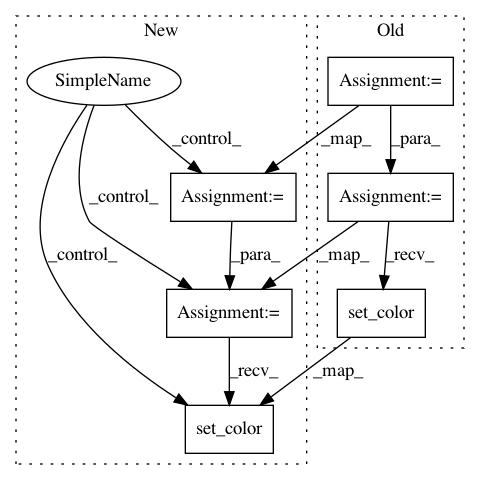 New
Old
SimpleName
Assignment:=
_control_
_map_
_para_
Assignment:=
Assignment:=
_control_
_control_
_para_
_map_
_recv_
Assignment:=
set_color
_recv_
_map_
set_color